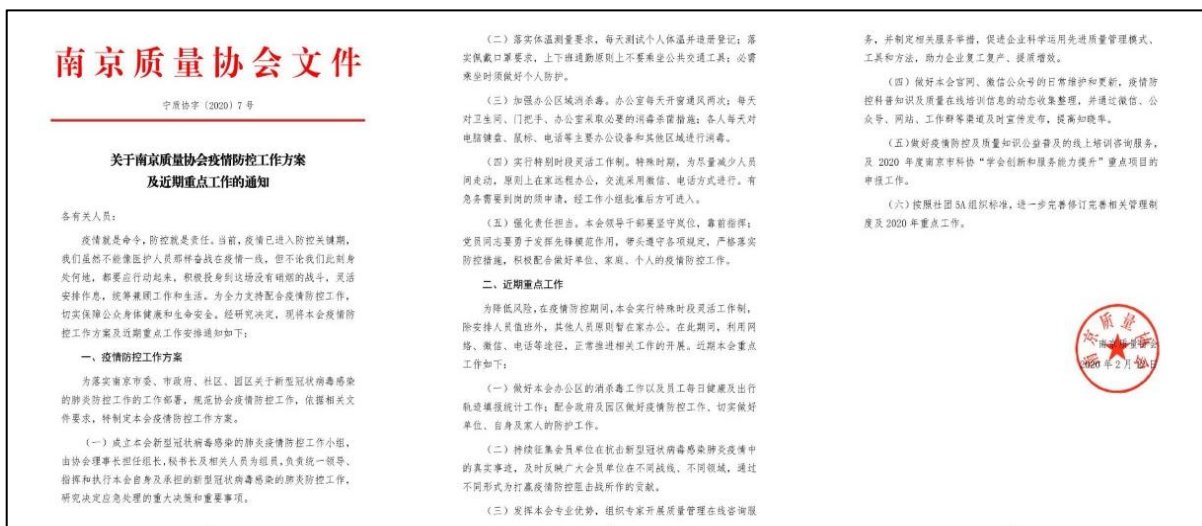 南京质量协会文件
宁质协字〔2020〕7号
关于南京质量协会疫情防控工作方案
及近期重点工作的通知
各有关人员：
疫情就是命令，防控就是责任。当前，疫情已进入防控关键期，
我们虽然不能像医护人员那样奋战在疫情一线，但不论我们此刻身
处何地，都要应行动起来，积极投身到这场没有硝烟的战斗，灵活
安排作息，统筹兼顾工作和生活。为全力支持配合疫情防控工作，
切实保障公众身体健康和生命安全，经研究决定，现将本会疫情防
控工作方案及近期重点工作安排通知如下：
一、疫情防控工作方案
为落实南京市委、市政府、社区、园区关于新型冠状病毒感染
的肺炎防控工作的工作部署，规范协会疫情防控工作，依据相关文
件要求，特制定本会疫情防控工作方案。
（一）成立本会新型冠状病毒感染的肺炎疫情防控工作小组，
由协会理事长担任组长，秘书长及相关人员为组员，负责统一领导、
指挥和执行本会自身及承担的新型冠状病毒感染的肺炎防控工作，
研究决定应急处理的重大决策和重要事项。
（二）落实体温测量要求，每天测试个人体温并造册登记；落
实佩戴口罩要求，上下班通勤原则上不要乘坐公共交通工具；必需
乘坐时须做好个人防护。
（三）加强办公区域消杀毒。办公室每天开窗通风两次；每天
对卫生间、门把手、办公室采取必要的消毒杀菌措施；各人每天对
电脑键盘、鼠标、电话等主要办公设备和其他区域进行消毒。
（四）实行特别时段灵活工作制。特殊时期，为尽量减少人员
间走动，原则上在家远程办公，交流采用微信、电话方式进行。有
急务需要到岗的须申请，经工作小组批准后方可进入。
（五）强化责任担当。本会领导干部要坚守岗位，靠前指挥；
党员同志要勇于发挥先锋模范作用，带头遵守各项规定，严格落实
防控措施，积极配合做好单位、家庭、个人的疫情防控工作。
二、近期重点工作
为降低风险，在疫情防控期间，本会实行特殊时段灵活工作制，
除安排人员值班外，其他人员原则暂在家办公。在此期间，利用网
络、微信、电话等途径，正常推进相关工作的开展。近期本会重点
工作如下：
（一）做好本会办公区的消杀毒工作以及员工每日健康及出行
轨迹填报统计工作；配合政府及园区做好疫情防控工作、切实做好
单位、自身及家人的防护工作。
（二）持续征集会员单位在抗击新型冠状病毒感染肺炎疫情中
的真实事迹，及时反映广大会员单位在不同战线、不同领域，通过
不同形式为打赢疫情防控阻击战所作的贡献。
（三）发挥本会专业优势，组织专家开展质量管理在线咨询服
务，并制定相关服务举措，促进企业科学运用先进质量管理模式、
工具和方法，助力企业复工复产、提质增效。
（四）做好本会官网、微信公众号的日常维护和更新，疫情防
控科普知识及质量在线培训信息的动态收集整理，并通过微信、公
众号、网站、工作群等渠道及时宣传发布，提高知晓率。
（五）做好疫情防控及质量知识公益普及的线上培训咨询服务，
及 2020 年度南京市科协“学会创新和服务能力提升”重点项目的
申报工作。
（六）按照社团 5A 组织标准，进一步完善修订完善相关管理制
度及 2020 年重点工作。
南京质量协会
2020 年 2 月 日